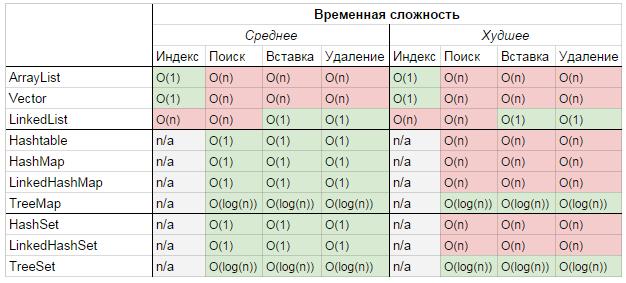 Временная сложность
Среднее Худшее
Индекс Поиск Вставка Удаление Индекс Поиск Вставка Удаление
ArrayList O(1) O(n) O(n) O(n) O(1) O(n) O(n) O(n)
Vector O(1) O(n) O(n) O(n) O(1) O(n) O(n) O(n)
LinkedList O(n) O(n) O(1) O(1) O(n) O(n) O(1) O(1)
Hashtable n/a O(1) O(1) O(1) n/a O(n) O(n) O(n)
HashMap n/a O(1) O(1) O(1) n/a O(n) O(n) O(n)
LinkedHashMap n/a O(1) O(1) O(1) n/a O(n) O(n) O(n)
TreeMap n/a O(log(n)) O(log(n)) O(log(n)) n/a O(log(n)) O(log(n)) O(log(n))
HashSet n/a O(1) O(1) O(1) n/a O(n) O(n) O(n)
LinkedHashSet n/a O(1) O(1) O(1) n/a O(n) O(n) O(n)
TreeSet n/a O(log(n)) O(log(n)) O(log(n)) n/a O(log(n)) O(log(n)) O(log(n))